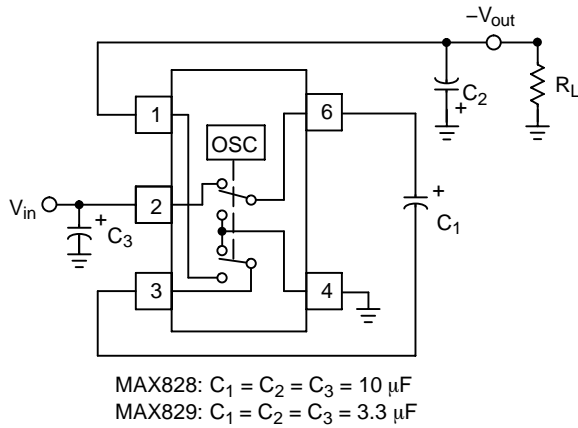 −Vout
1
6
C2
+
RL
OSC
+
Vin
2
+
C3
C1
3
4
MAX828: C1 = C2 = C3 = 10 μF
MAX829: C1 = C2 = C3 = 3.3 μF